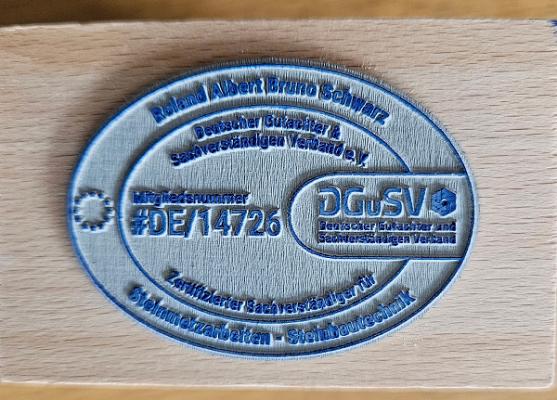 Roland Albert Bruno Schwarz
Deutscher Gutachter &
Sachverständigen Verband e.V.
Mitgliedsnummer
#DE/14726
DGuSV
Deutscher Gutachter und
Sachverständigen Verband
Zertifizierter Sachverständiger für
Steinmetzarbeiten - Steinbautechnik